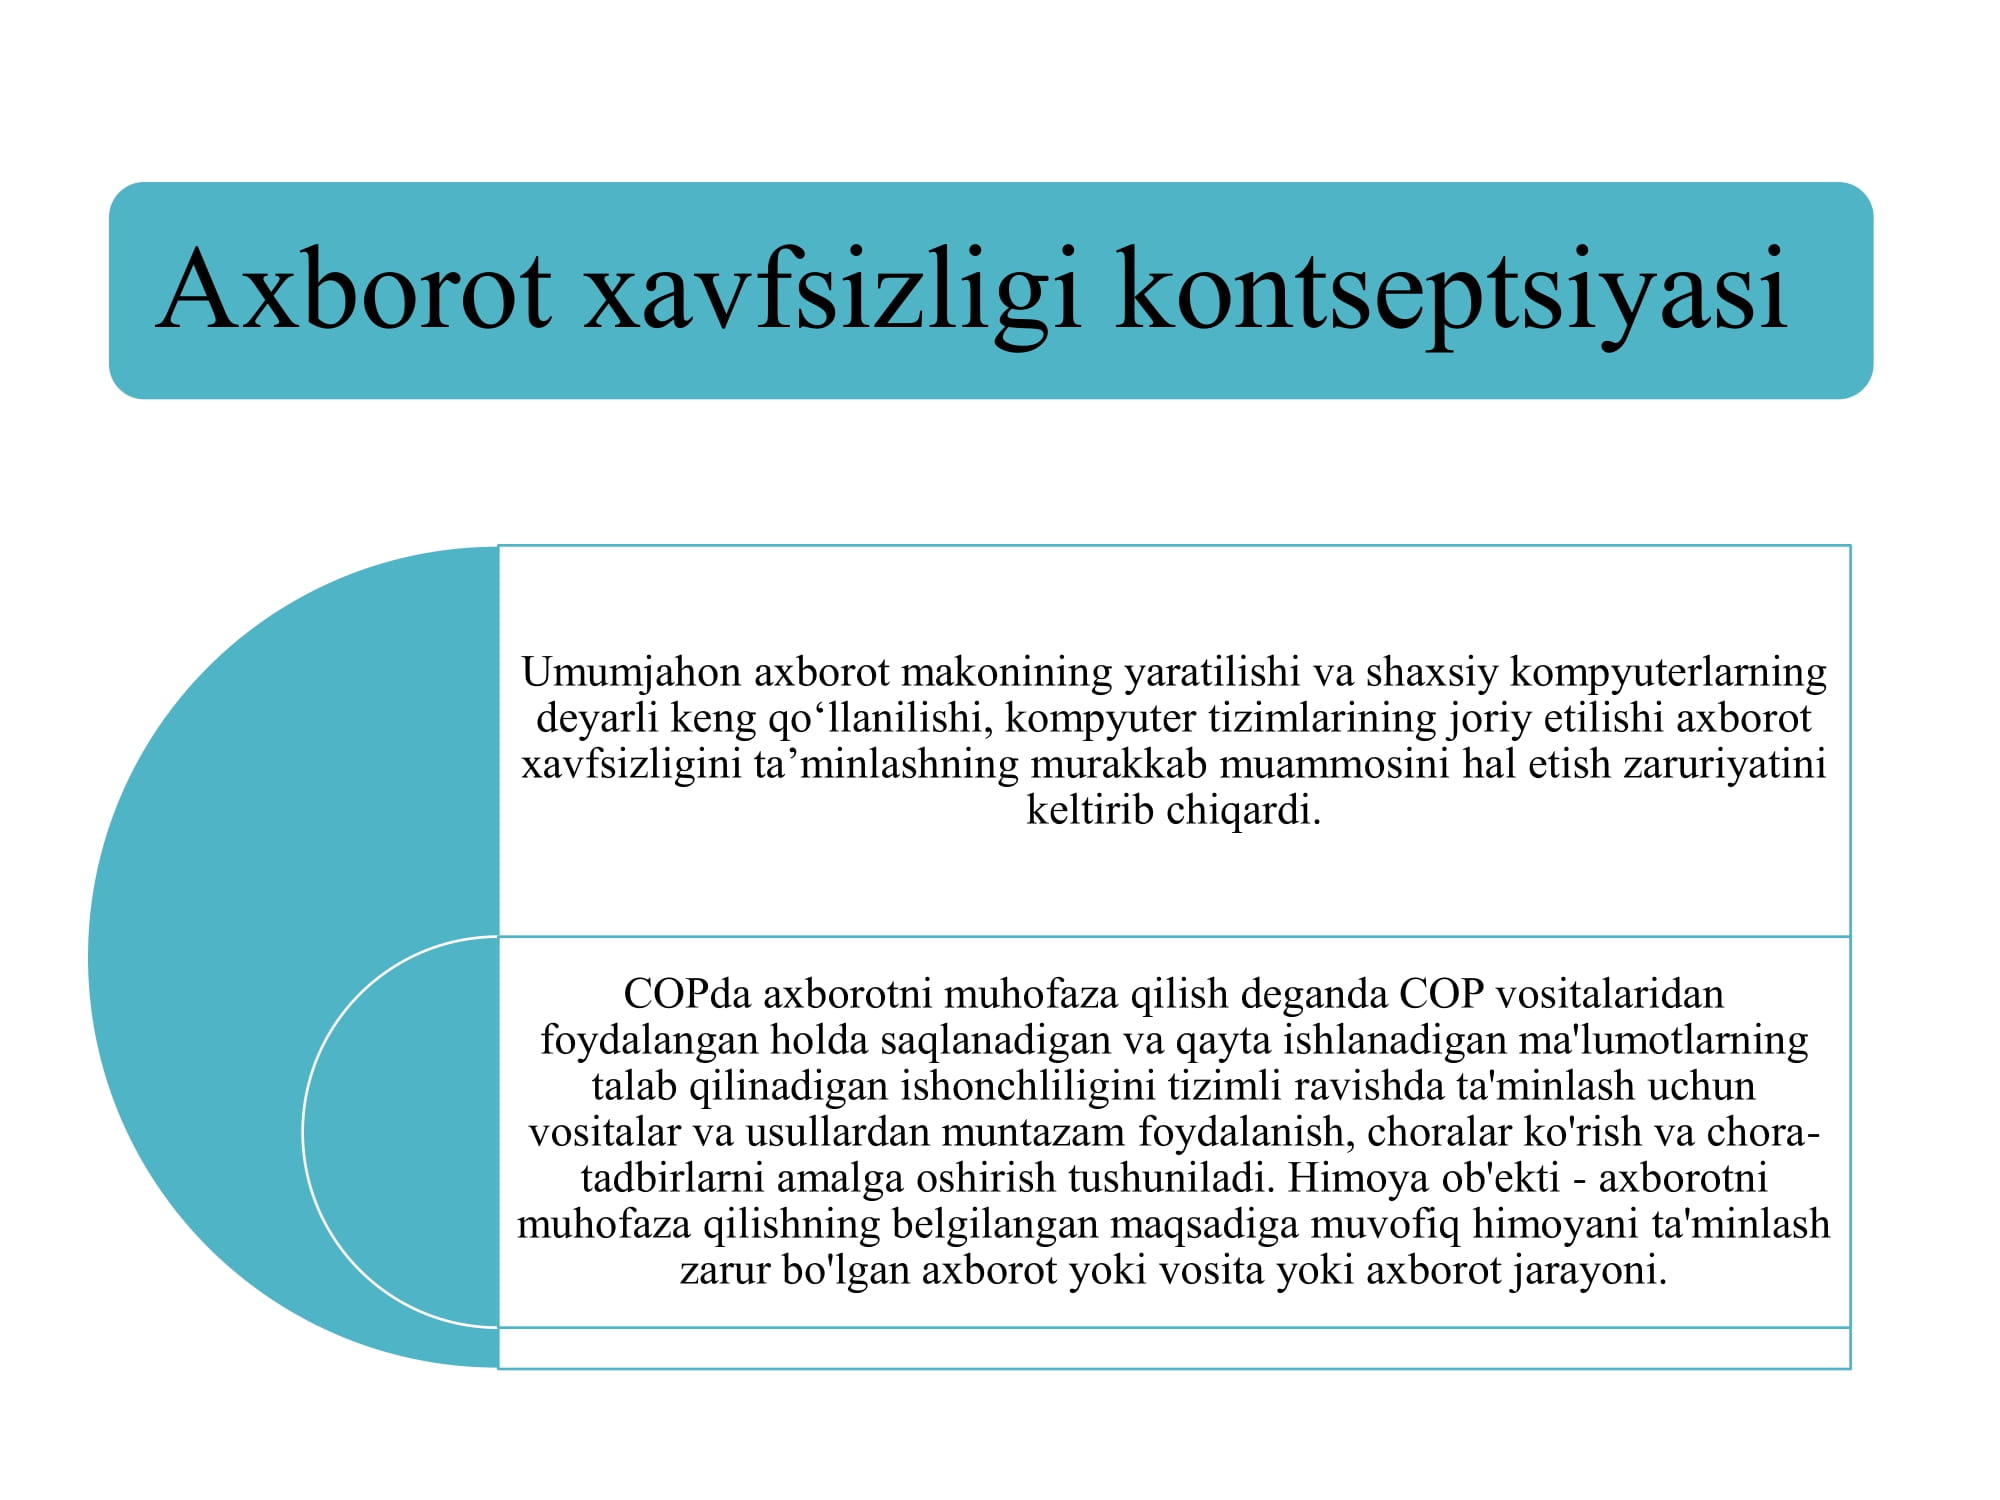 Axborot xavfsizligi kontseptsiyasi
Umumjahon axborot makonining yaratilishi va shaxsiy kompyuterlarning
deyarli keng qo‘llanilishi, kompyuter tizimlarining joriy etilishi axborot
xavfsizligini ta’minlashning murakkab muammosini hal etish zaruriyatini
keltirib chiqardi.
COPda axborotni muhofaza qilish deganda COP vositalaridan
foydalangan holda saqlanadigan va qayta ishlanadigan ma'lumotlarning
talab qilinadigan ishonchliligini tizimli ravishda ta'minlash uchun
vositalar va usullardan muntazam foydalanish, choralar ko'rish va chora-
tadbirlarni amalga oshirish tushuniladi. Himoya ob'ekti - axborotni
muhofaza qilishning belgilangan maqsadiga muvofiq himoyani ta'minlash
zarur bo'lgan axborot yoki vosita yoki axborot jarayoni.